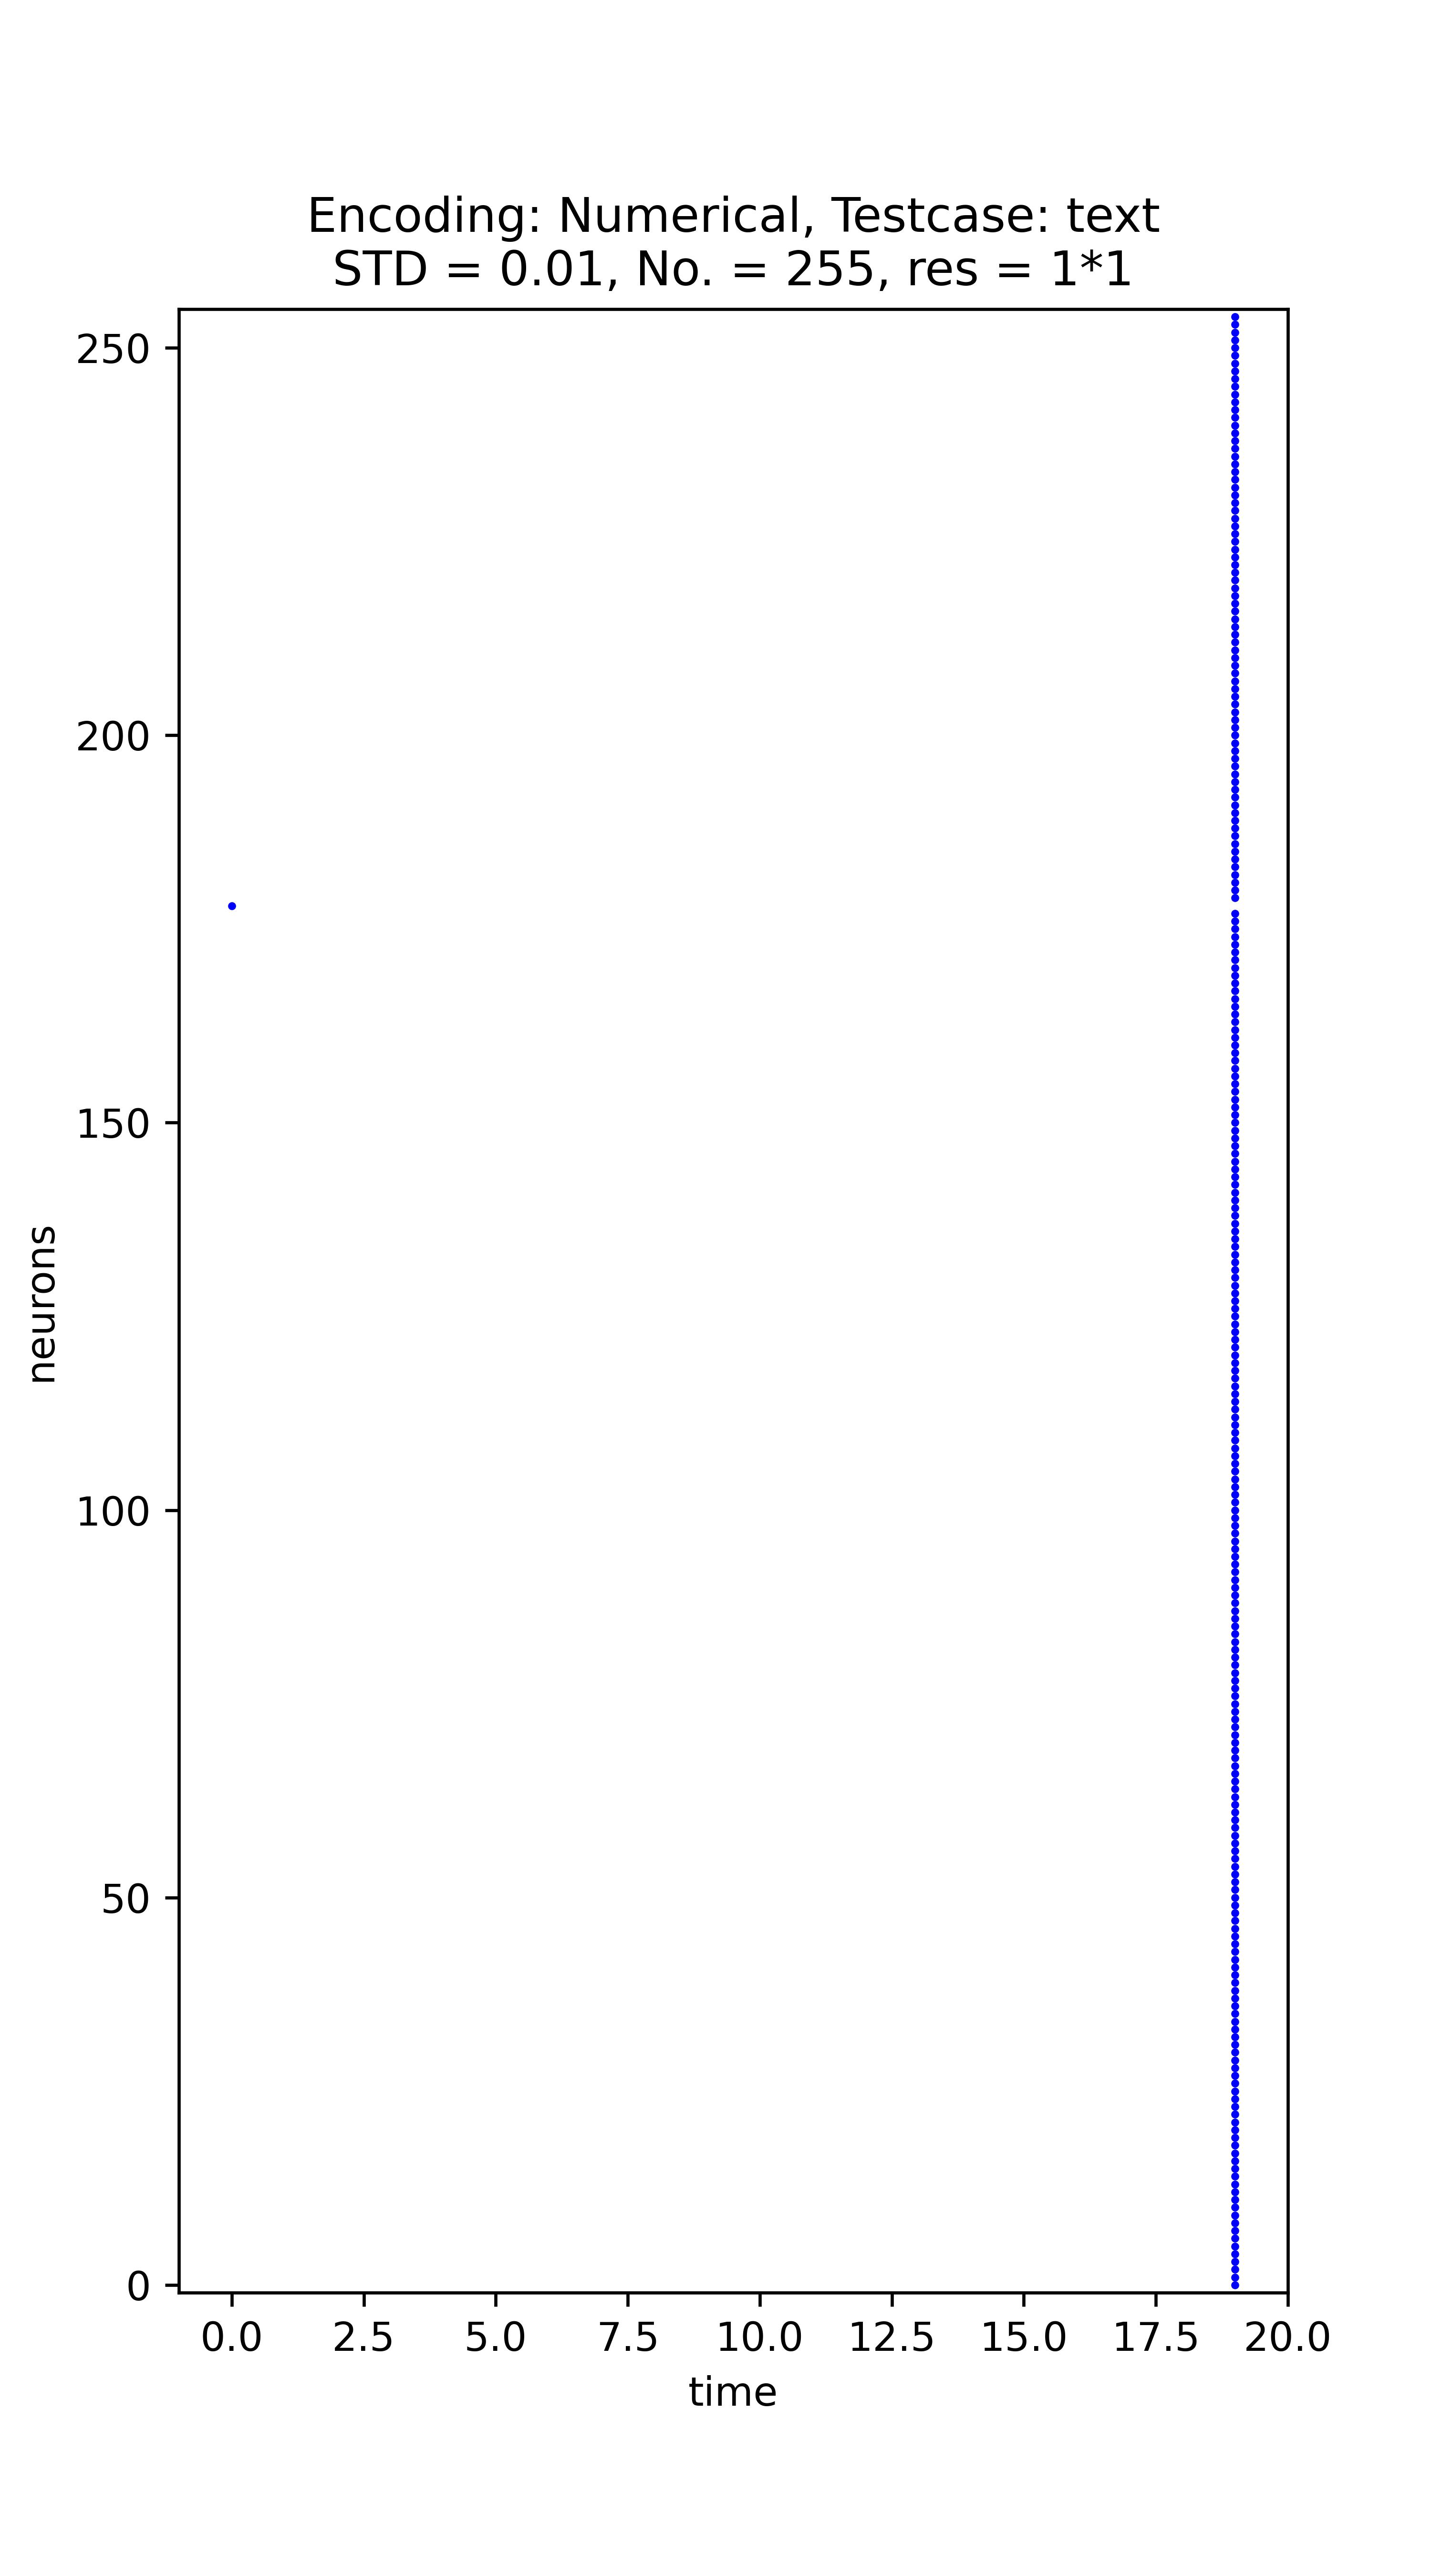 Encoding: Numerical, Testcase: text
STD = 0.01, No. = 255, res = 1*1
250
200
150
100
50
0
neurons
0.0 2.5 5.0 7.5 10.0 12.5 15.0 17.5 20.0
time